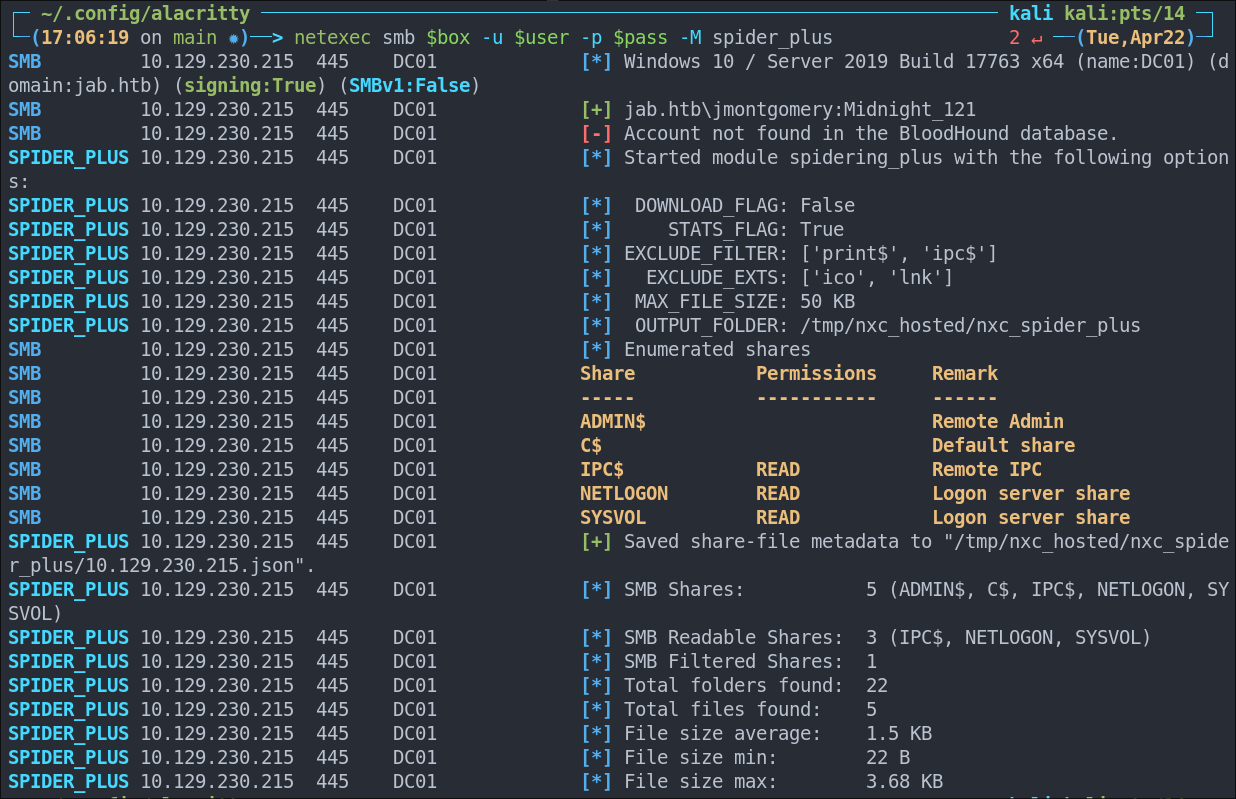 ~/.config/alacritty kali kali:pts/14
(17:06:19 on main ✹)─> netexec smb $box -u $user -p $pass -M spider_plus 2 ↵ (Tue,Apr22)
SMB 10.129.230.215 445 DC01 [*] Windows 10 / Server 2019 Build 17763 x64 (name:DC01) (d
omain:jab.htb) (signing:True) (SMBv1:False)
SMB 10.129.230.215 445 DC01 [+] jab.htb\jmontgomery:Midnight_121
SMB 10.129.230.215 445 DC01 [-] Account not found in the BloodHound database.
SPIDER_PLUS 10.129.230.215 445 DC01 [*] Started module spidering_plus with the following option
s:
SPIDER_PLUS 10.129.230.215 445 DC01 [*] DOWNLOAD_FLAG: False
SPIDER_PLUS 10.129.230.215 445 DC01 [*] STATS_FLAG: True
SPIDER_PLUS 10.129.230.215 445 DC01 [*] EXCLUDE_FILTER: ['print$', 'ipc$']
SPIDER_PLUS 10.129.230.215 445 DC01 [*] EXCLUDE_EXTS: ['ico', 'lnk']
SPIDER_PLUS 10.129.230.215 445 DC01 [*] MAX_FILE_SIZE: 50 KB
SPIDER_PLUS 10.129.230.215 445 DC01 [*] OUTPUT_FOLDER: /tmp/nxc_hosted/nxc_spider_plus
SMB 10.129.230.215 445 DC01 [*] Enumerated shares
SMB 10.129.230.215 445 DC01 Share Permissions Remark
SMB 10.129.230.215 445 DC01 ----- ----------- ------
SMB 10.129.230.215 445 DC01 ADMIN$ Remote Admin
SMB 10.129.230.215 445 DC01 C$ Default share
SMB 10.129.230.215 445 DC01 IPC$ READ Remote IPC
SMB 10.129.230.215 445 DC01 NETLOGON READ Logon server share
SMB 10.129.230.215 445 DC01 SYSVOL READ Logon server share
SPIDER_PLUS 10.129.230.215 445 DC01 [+] Saved share-file metadata to "/tmp/nxc_hosted/nxc_spide
r_plus/10.129.230.215.json".
SPIDER_PLUS 10.129.230.215 445 DC01 [*] SMB Shares: 5 (ADMIN$, C$, IPC$, NETLOGON, SY
SVOL)
SPIDER_PLUS 10.129.230.215 445 DC01 [*] SMB Readable Shares: 3 (IPC$, NETLOGON, SYSVOL)
SPIDER_PLUS 10.129.230.215 445 DC01 [*] SMB Filtered Shares: 1
SPIDER_PLUS 10.129.230.215 445 DC01 [*] Total folders found: 22
SPIDER_PLUS 10.129.230.215 445 DC01 [*] Total files found: 5
SPIDER_PLUS 10.129.230.215 445 DC01 [*] File size average: 1.5 KB
SPIDER_PLUS 10.129.230.215 445 DC01 [*] File size min: 22 B
SPIDER_PLUS 10.129.230.215 445 DC01 [*] File size max: 3.68 KB